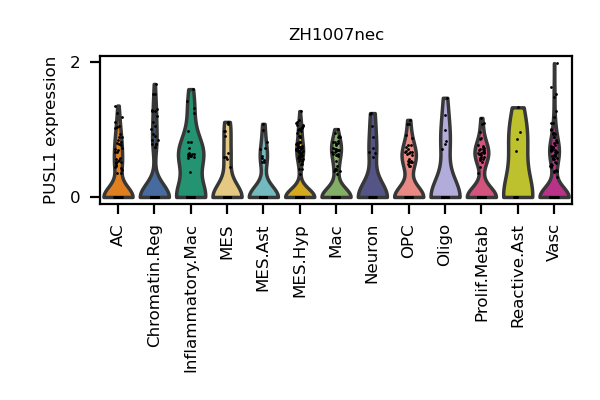 ZH1007nec
PUSL1 expression
2
0
AC
Chromatin.Reg
Inflammatory.Mac
MES
MES.Ast
MES.Hyp
Mac
Neuron
OPC
Oligo
Prolif.Metab
Reactive.Ast
Vasc